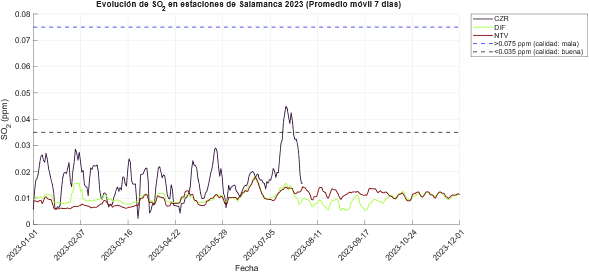 Evolución de SO2 en estaciones de Salamanca 2023 (Promedio móvil 7 días)
0.08
0.07
0.06
0.05
0.04
0.03
0.02
0.01
0
SO2 (ppm)
2023-01-01
2023-02-07
2023-03-16
2023-04-22
2023-05-29
2023-07-05
2023-08-11
2023-09-17
2023-10-24
2023-12-01
Fecha
CZR
DIF
NTV
>0.075 ppm (calidad: mala)
<0.035 ppm (calidad: buena)